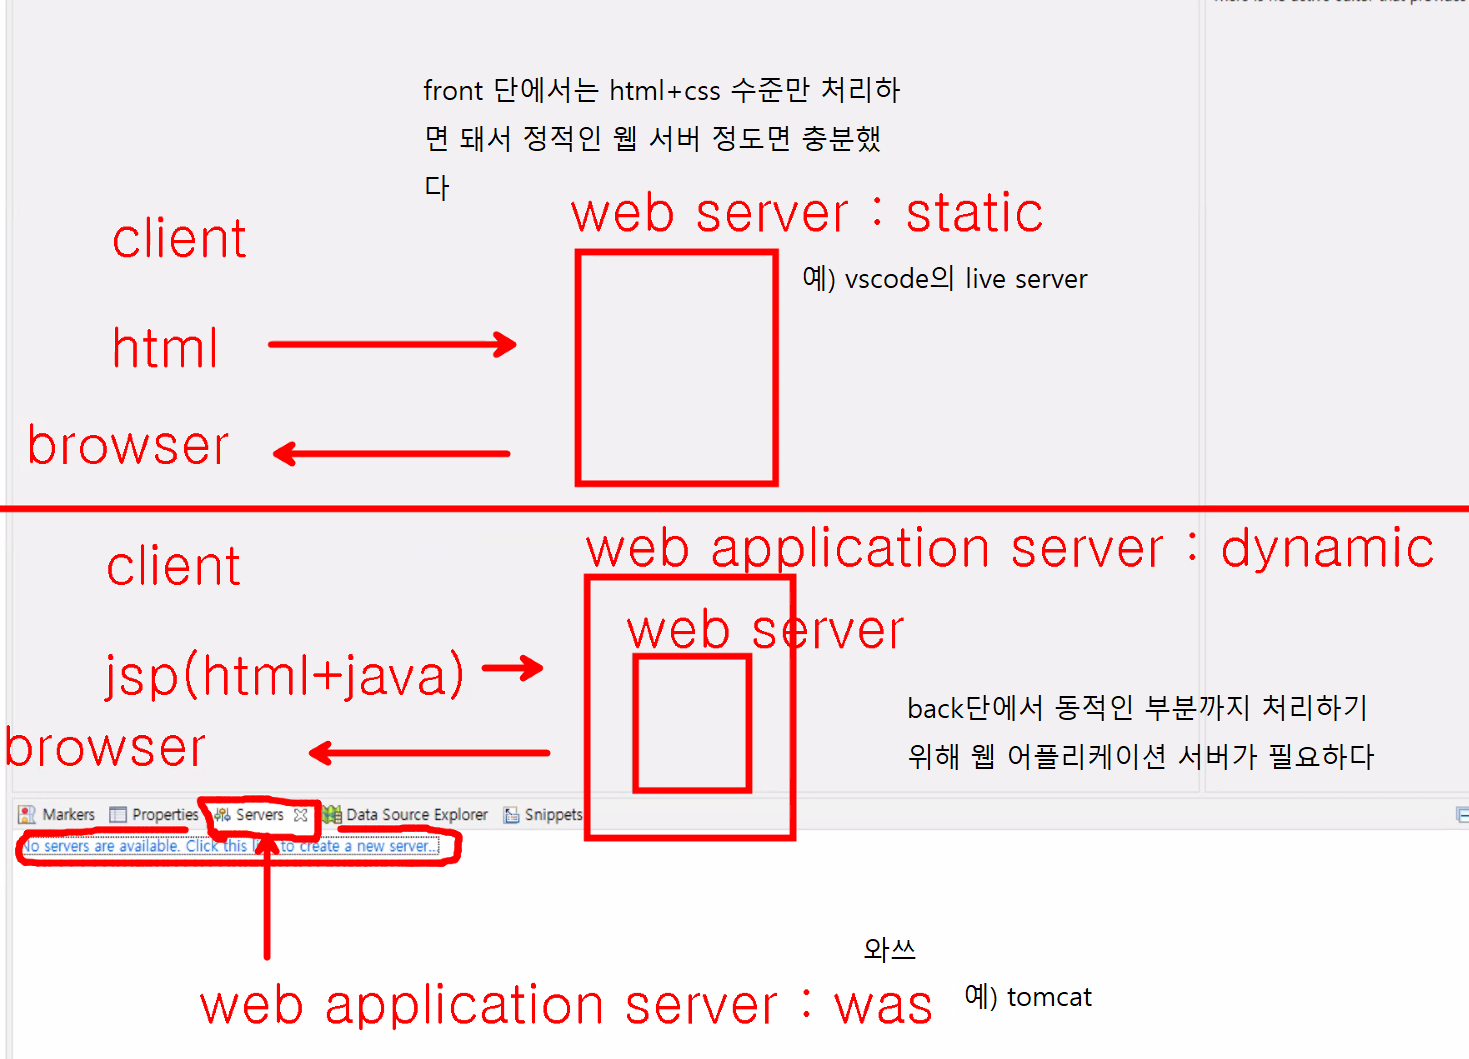 front 단에서는 html+css 수준만 처리하
면 돼서 정적인 웹 서버 정도면 충분했
다
web server : static
client
예) vscode의 live server
html
browser
web application server : dynamic
client
web server
jsp(html+java)
back단에서 동적인 부분까지 처리하기
위해 웹 어플리케이션 서버가 필요하다
browser
Markers Properties Servers Data Source Explorer Snippets
No servers are available. Click this to create a new server...
와쓰
web application server : was
예) tomcat